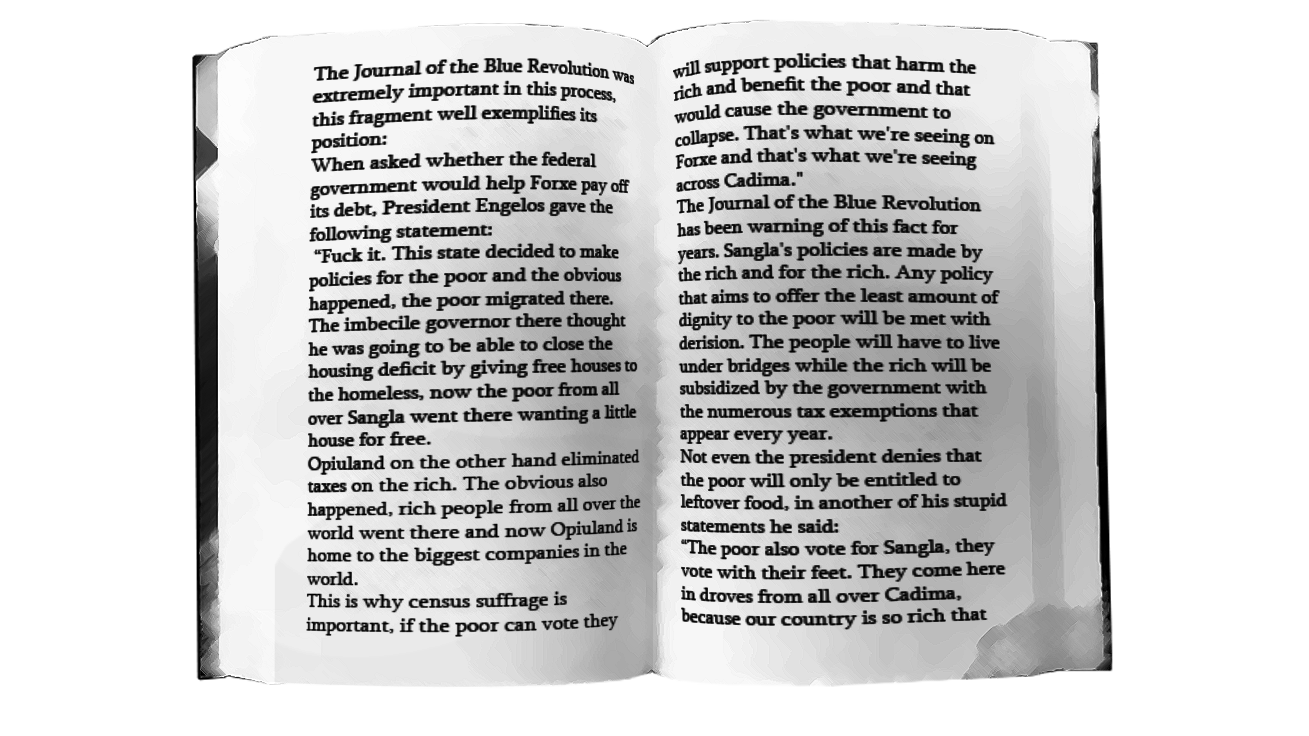 The Journal of the Blue Revolution was
extremely important in this process,
this fragment well exemplifies its
position:
When asked whether the federal
government would help Forxe pay off
its debt, President Engelos gave the
following statement:
“Fuck it. This state decided to make
policies for the poor and the obvious
happened, the poor migrated there.
The imbecile governor there thought
he was going to be able to close the
housing deficit by giving free houses to
the homeless, now the poor from all
over Sangla went there wanting a little
house for free.
Opiuland on the other hand eliminated
taxes on the rich. The obvious also
happened, rich people from all over the
world went there and now Opiuland is
home to the biggest companies in the
world.
This is why census suffrage is
important, if the poor can vote they
will support policies that harm the
rich and benefit the poor and that
would cause the government to
collapse. That's what we're seeing on
Forxe and that's what we're seeing
across Cadima."
The Journal of the Blue Revolution
has been warning of this fact for
years. Sangla's policies are made by
the rich and for the rich. Any policy
that aims to offer the least amount of
dignity to the poor will be met with
derision. The people will have to live
under bridges while the rich will be
subsidized by the government with
the numerous tax exemptions that
appear every year.
Not even the president denies that
the poor will only be entitled to
leftover food, in another of his stupid
statements he said:
“The poor also vote for Sangla, they
vote with their feet. They come here
in droves from all over Cadima,
because our country is so rich that